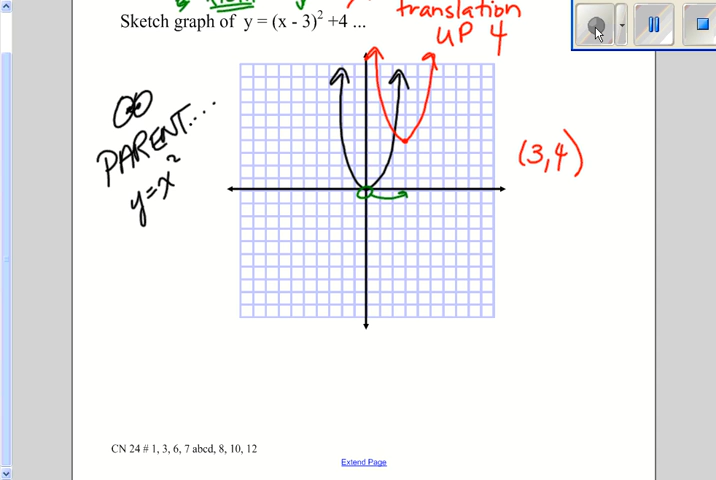 translation
Sketch graph of y = (x - 3)² +4 ...
UP 4
PARENT...
y=x²
(3,4)
CN 24 # 1, 3, 6, 7 abcd, 8, 10, 12
Extend Page